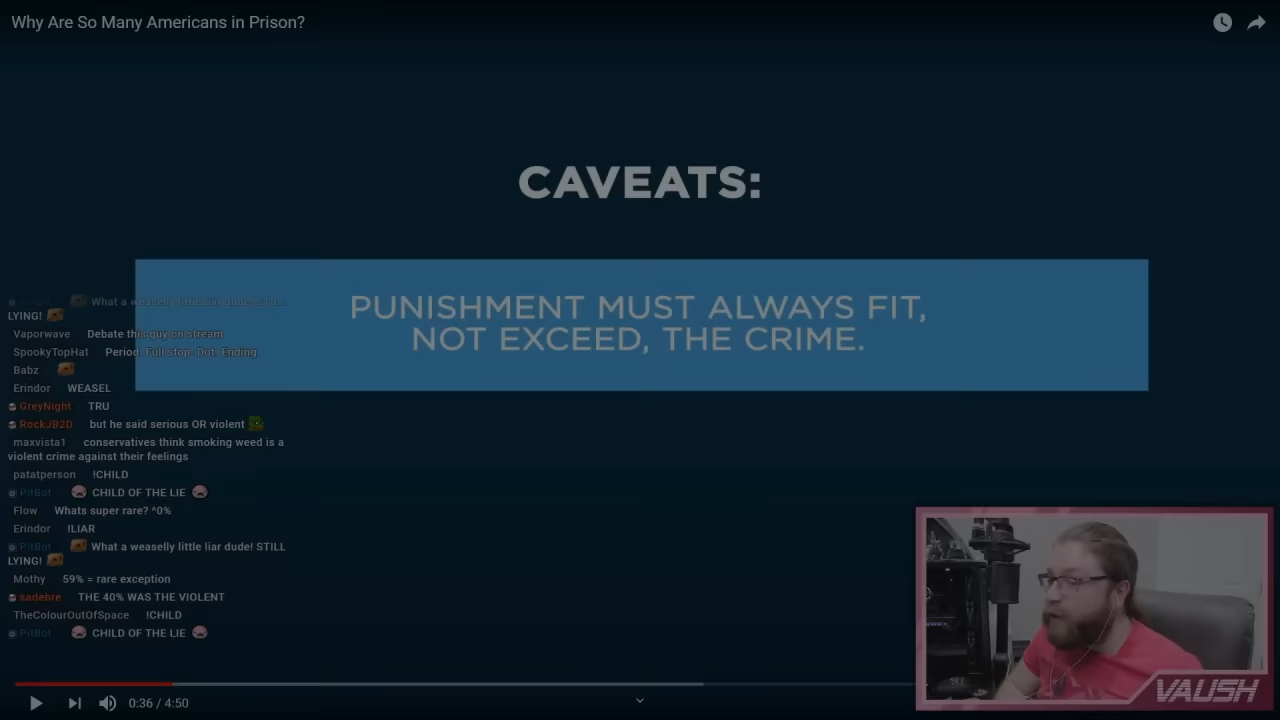 Why Are So Many Americans in Prison?
CAVEATS:
PUNISHMENT MUST ALWAYS FIT,
NOT EXCEED, THE CRIME.
What a weaselly little liar dude! STILL
LYING!
Vaporwave Debate this guy on stream
SpookyTopHat Period. Full stop. Dot. Ending
Babz
Erindor WEASEL
GreyNight TRU
RockJB2D but he said serious OR violent
maxvista1 conservatives think smoking weed is a
violent crime against their feelings
patatperson !CHILD
PitBot CHILD OF THE LIE
Flow Whats super rare? ^0%
Erindor !LIAR
PitBot What a weaselly little liar dude! STILL
LYING!
Mothy 59% = rare exception
sadebre THE 40% WAS THE VIOLENT
TheColourOutOfSpace !CHILD
PitBot CHILD OF THE LIE
VAUSH
0:36 / 4:50